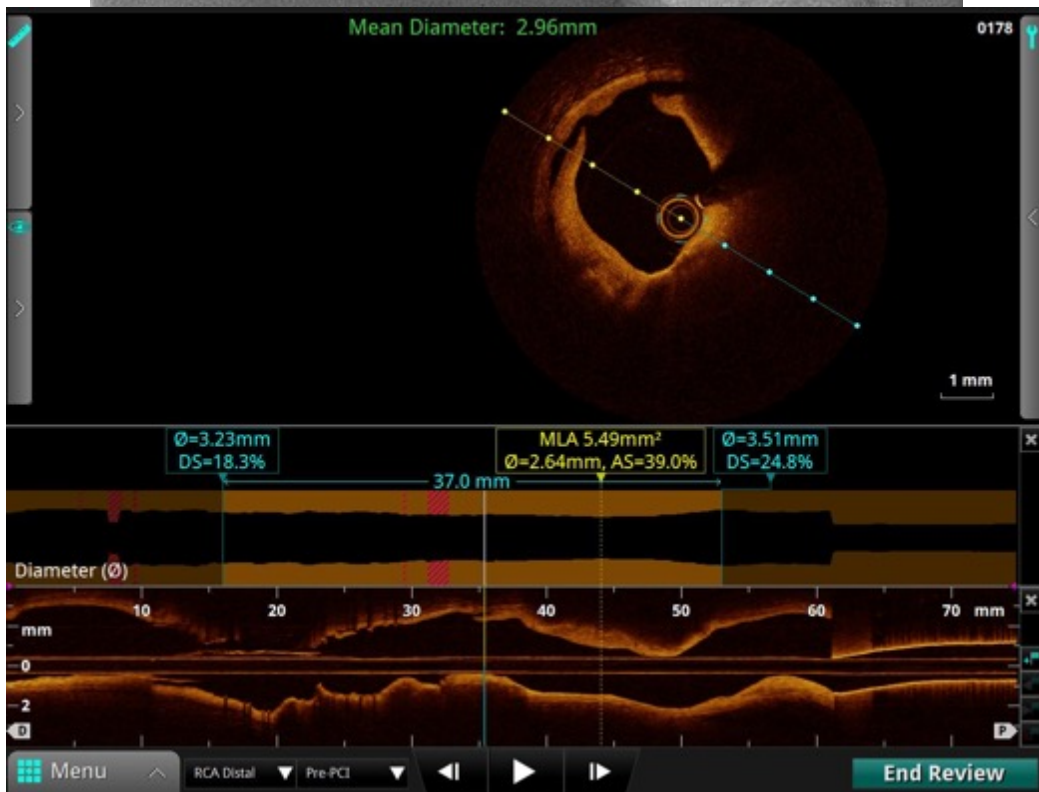 Mean Diameter: 2.96mm
0178
1 mm
Ø=3.23mm
DS=18.3%
MLA 5.49mm²
Ø=2.64mm, AS=39.0%
Ø=3.51mm
DS=24.8%
37.0 mm
Diameter (Ø)
10 20 30 40 50 60 70 mm
mm
0
2
D
P
Menu
RCA Distal
Pre-PCI
End Review